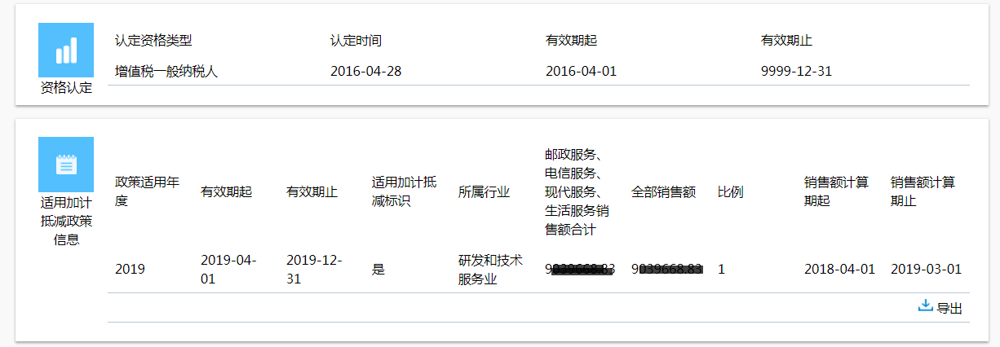 认定资格类型 认定时间 有效期起 有效期止
增值税一般纳税人 2016-04-28 2016-04-01 9999-12-31
资格认定
适用加计
抵减政策
信息
政策适用年
度
有效期起
有效期止
适用加计抵
减标识
所属行业
邮政服务、
电信服务、
现代服务、
生活服务销
售额合计
全部销售额
比例
销售额计算
期起
销售额计算
期止
2019
2019-04-
01
2019-12-
31
是
研发和技术
服务业
1
2018-04-01
2019-03-01
导出